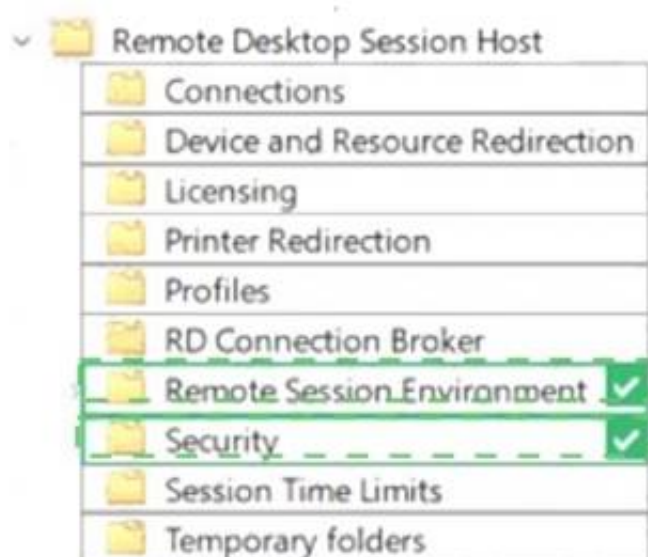 Remote Desktop Session Host
Connections
Device and Resource Redirection
Licensing
Printer Redirection
Profiles
RD Connection Broker
Remote Session Environment
Security
Session Time Limits
Temporary folders